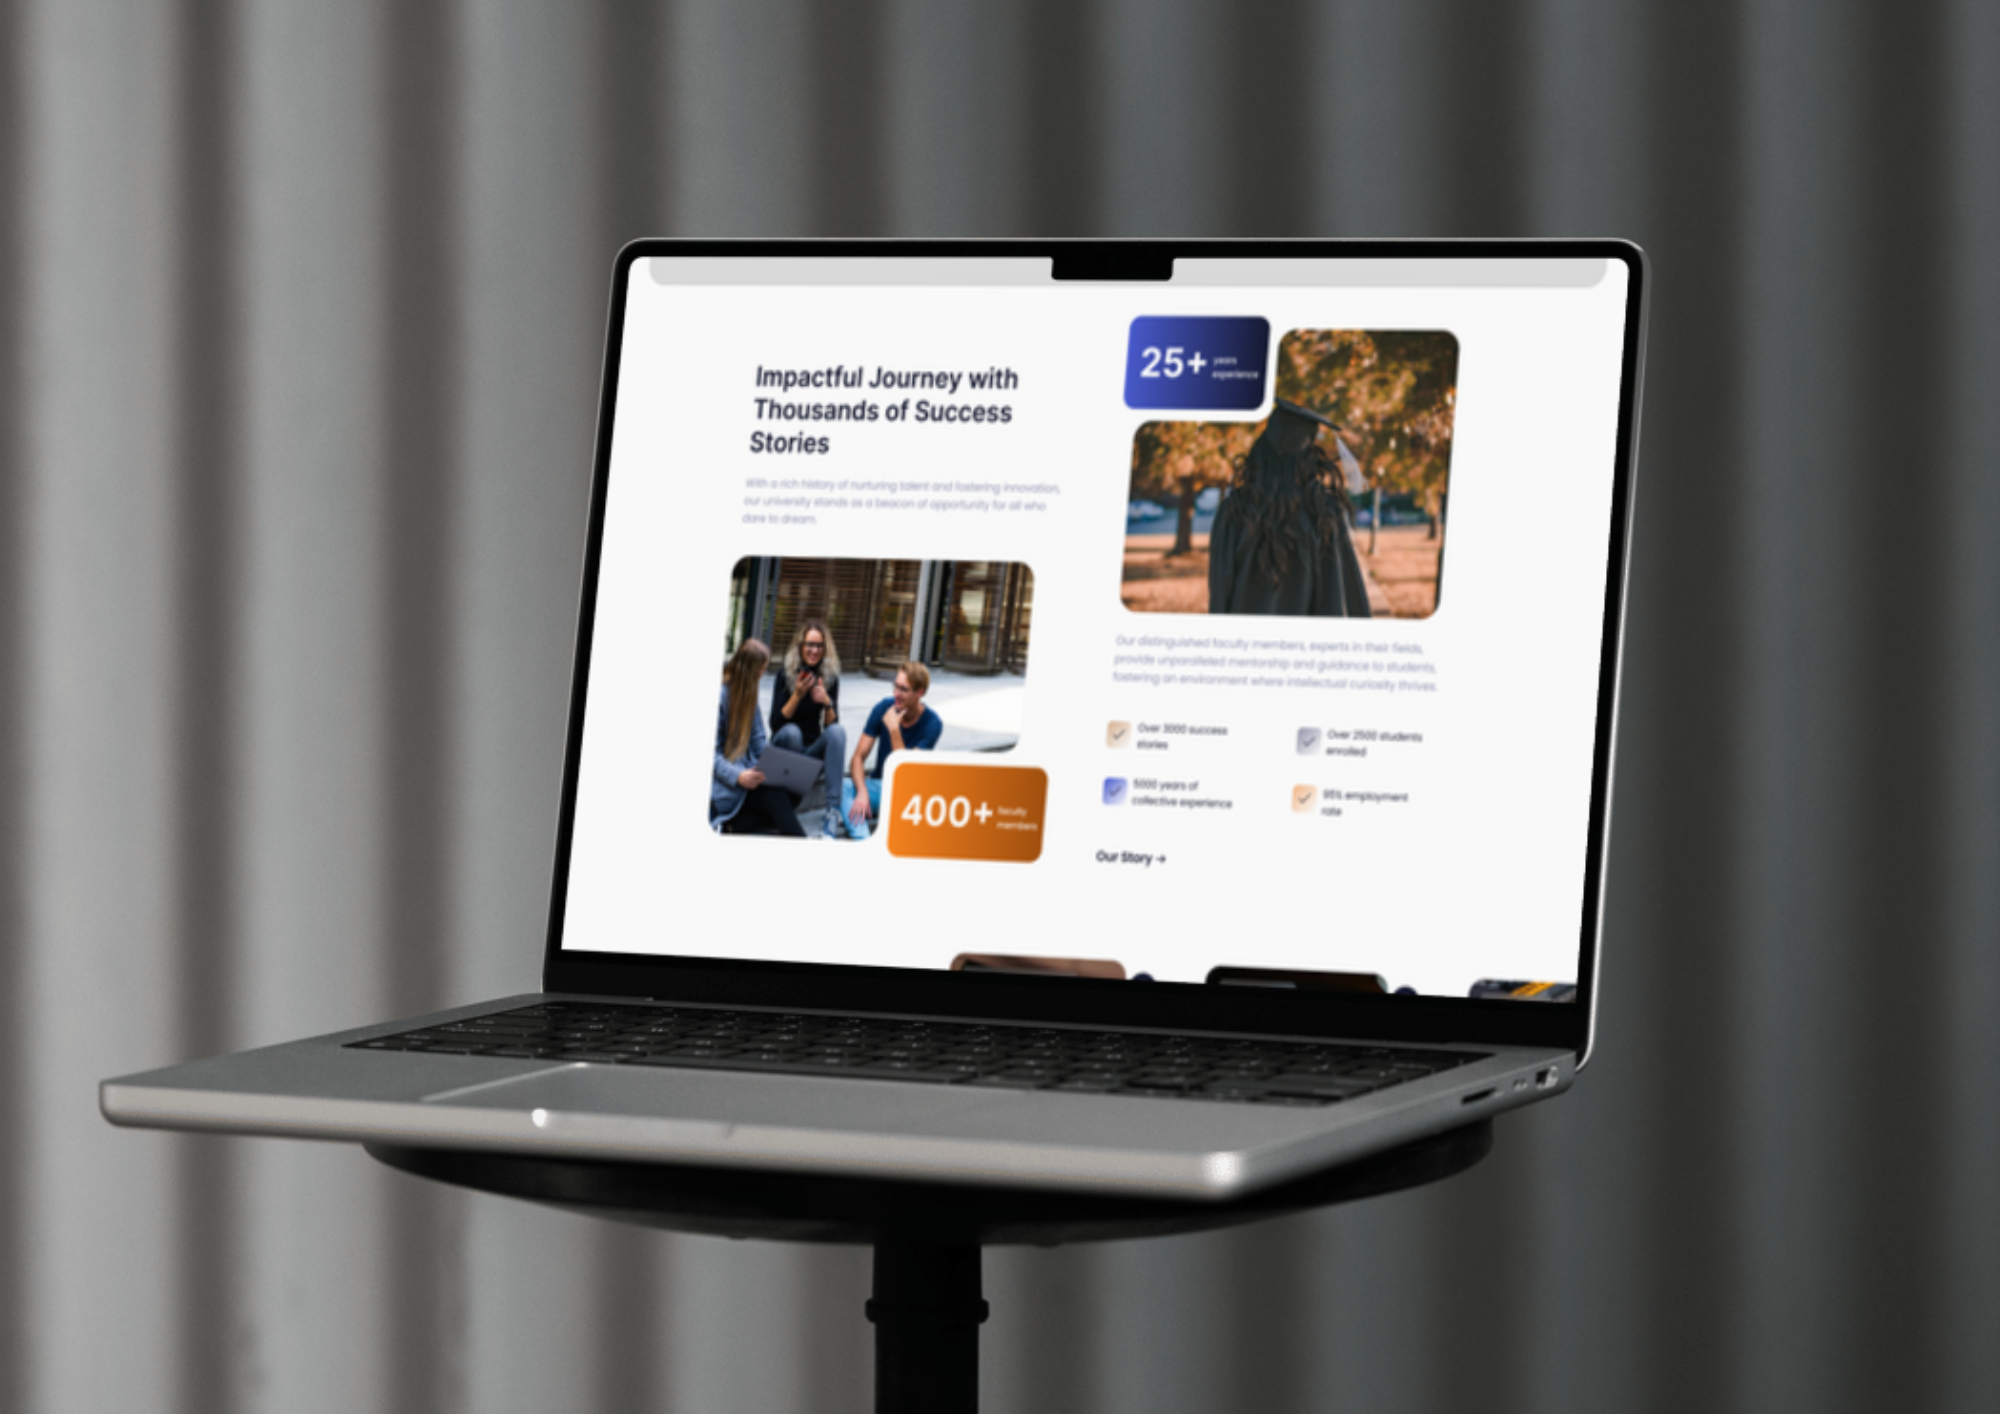 Impactful Journey with
Thousands of Success
Stories
With a rich history of nurturing talent and fostering innovation,
our university stands as a beacon of opportunity for all who
dare to dream.
400+
faculty
members
25+
years
experience
Our distinguished faculty members, experts in their fields,
provide unparalleled mentorship and guidance to students,
fostering an environment where intellectual curiosity thrives.
Over 3000 success
stories
Over 2500 students
enrolled
5000 years of
collective experience
95% employment
rate
Our Story →